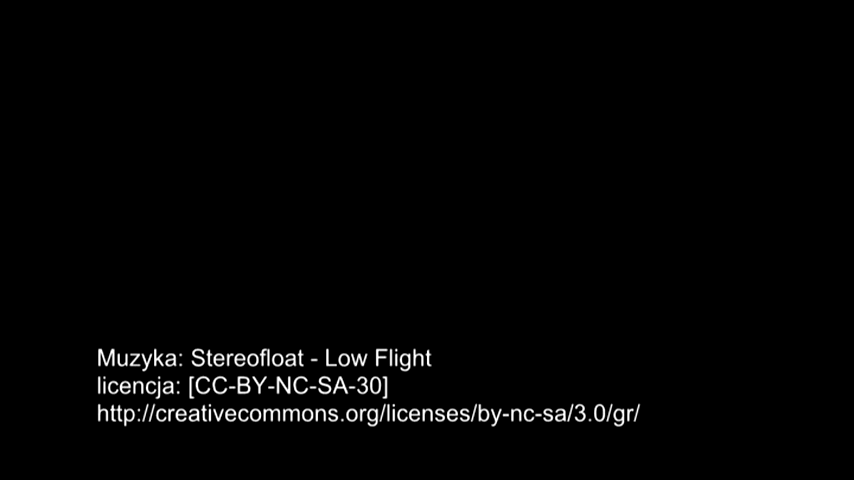 Muzyka: Stereofloat - Low Flight
licencja: [CC-BY-NC-SA-30]
http://creativecommons.org/licenses/by-nc-sa/3.0/gr/